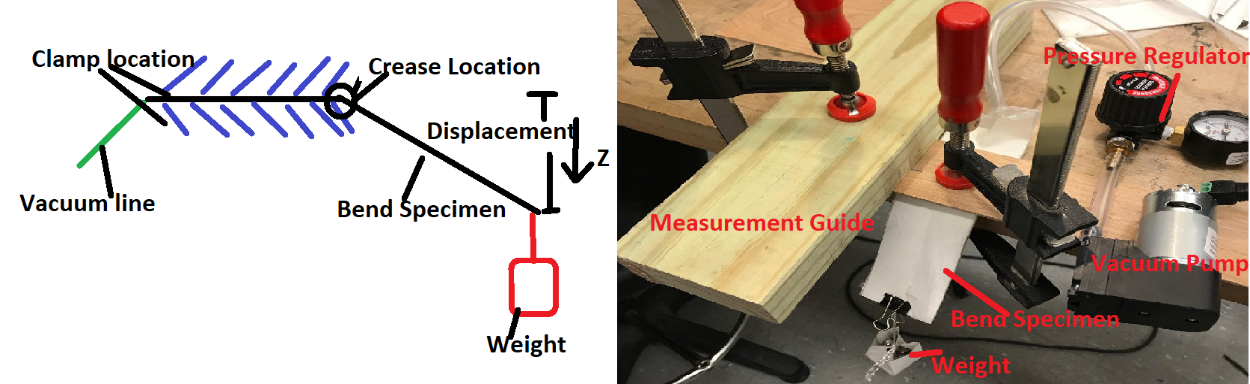 Clamp location
Crease Location
Displacement
Z
Vacuum line
Bend Specimen
Weight
Pressure Regulator
Measurement Guide
Vacuum Pump
Bend Specimen
Weight